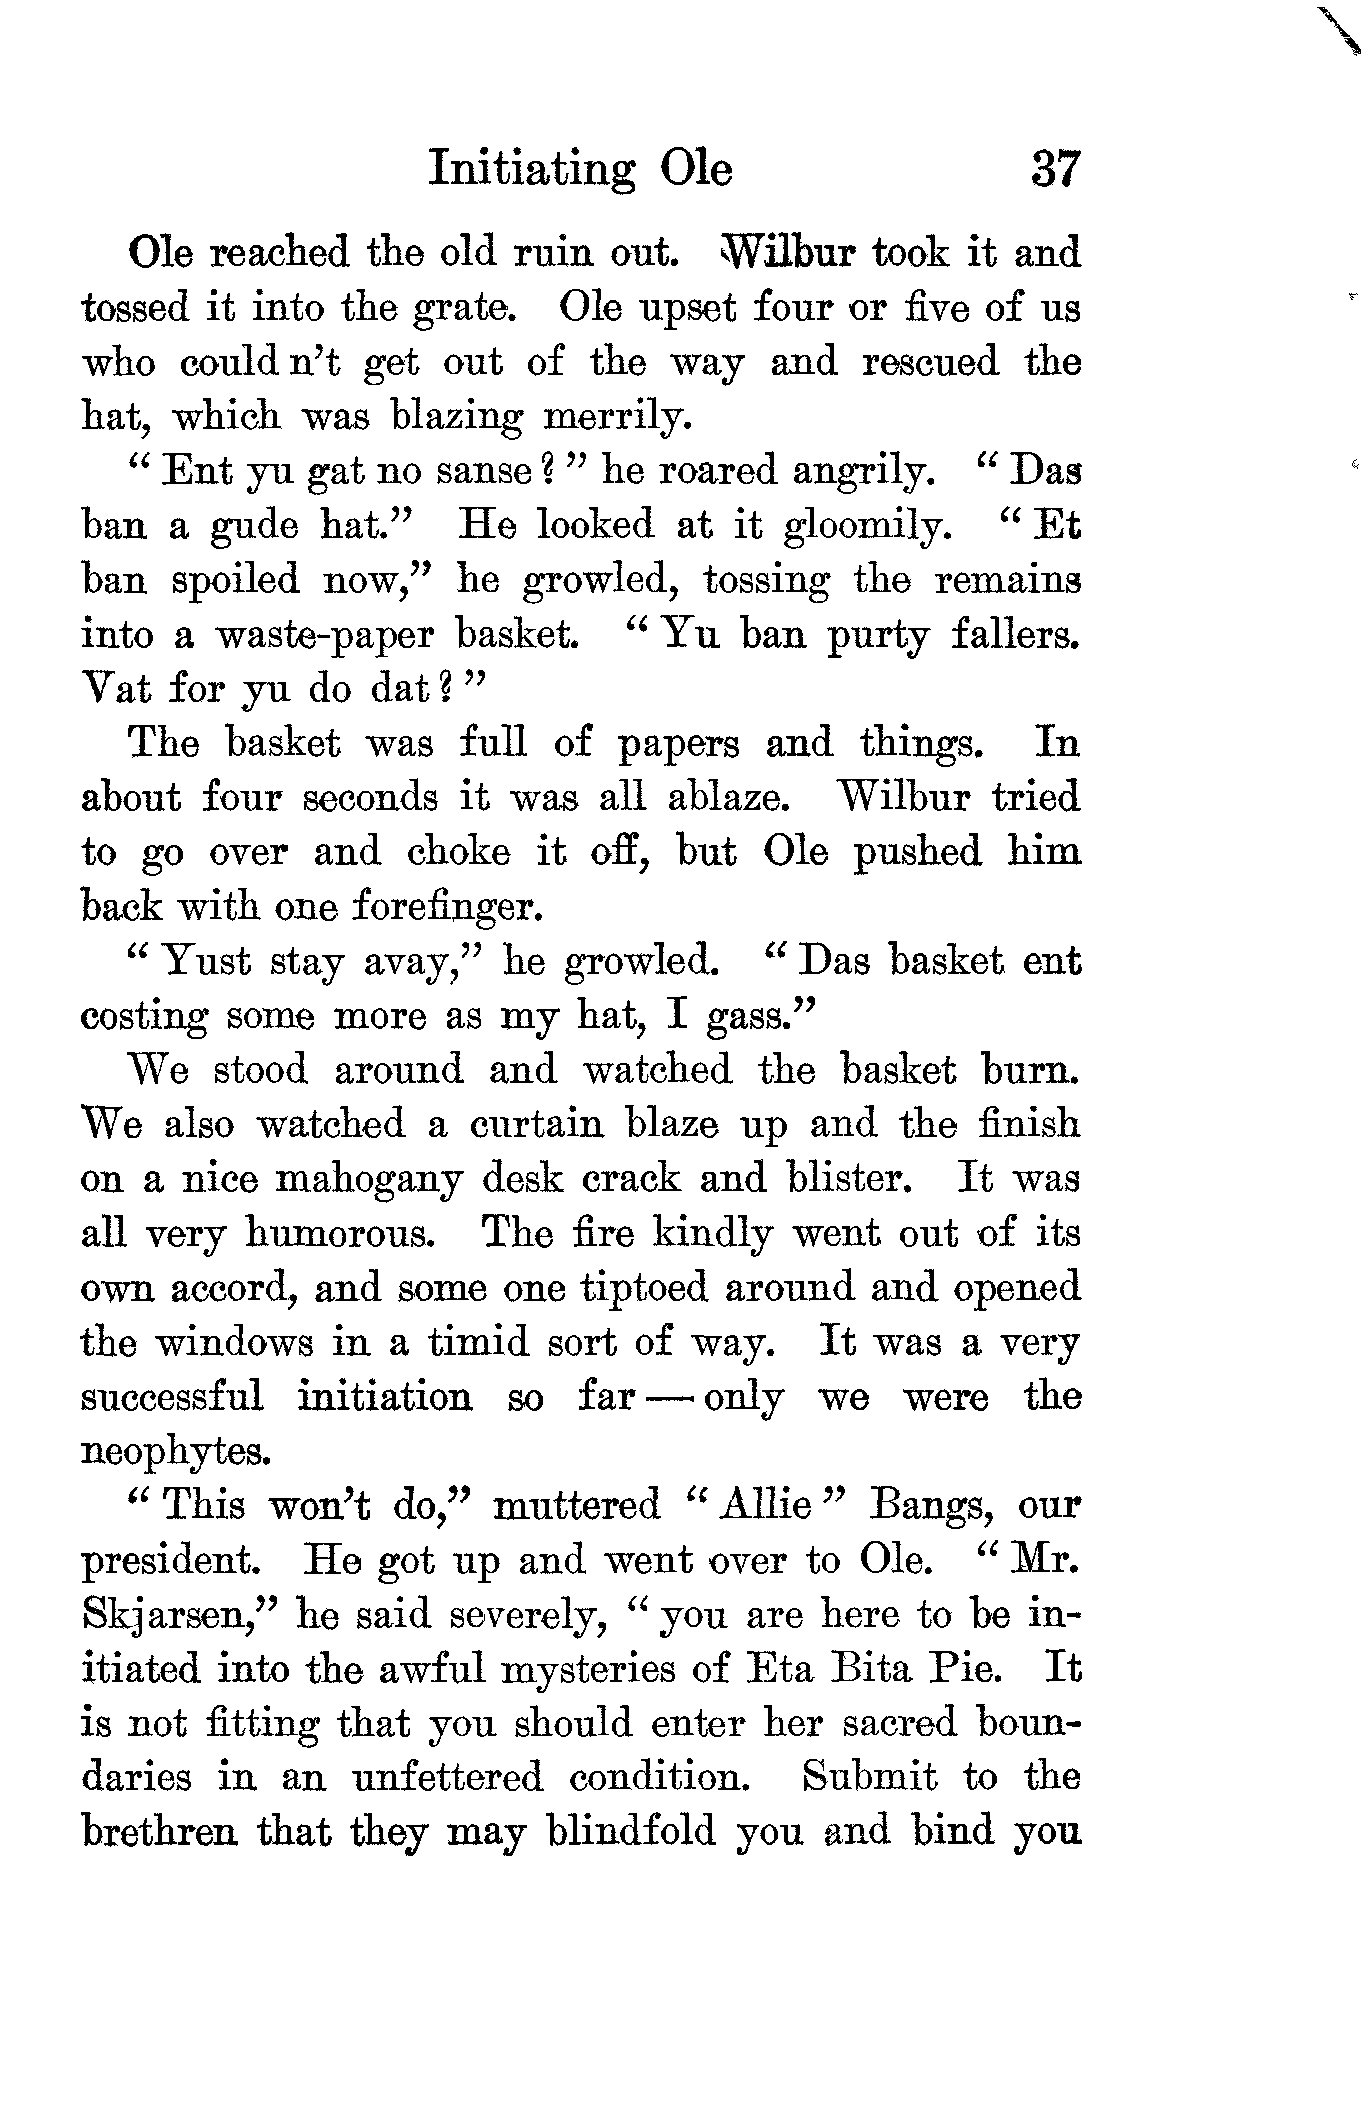 Initiating Ole 37
Ole reached the old ruin out. Wilbur took it and
tossed it into the grate. Ole upset four or five of us
who could n't get out of the way and rescued the
hat, which was blazing merrily.
" Ent yu gat no sanse? " he roared angrily. " Das
ban a gude hat." He looked at it gloomily. " Et
ban spoiled now," he growled, tossing the remains
into a waste-paper basket. " Yu ban purty fallers.
Vat for yu do dat? "
The basket was full of papers and things. In
about four seconds it was all ablaze. Wilbur tried
to go over and choke it off, but Ole pushed him
back with one forefinger.
" Yust stay avay," he growled. " Das basket ent
costing some more as my hat, I gass."
We stood around and watched the basket burn.
We also watched a curtain blaze up and the finish
on a nice mahogany desk crack and blister. It was
all very humorous. The fire kindly went out of its
own accord, and some one tiptoed around and opened
the windows in a timid sort of way. It was a very
successful initiation so far — only we were the
neophytes.
" This won't do," muttered " Allie " Bangs, our
president. He got up and went over to Ole. " Mr.
Skjarsen," he said severely, " you are here to be in-
itiated into the awful mysteries of Eta Bita Pie. It
is not fitting that you should enter her sacred boun-
daries in an unfettered condition. Submit to the
brethren that they may blindfold you and bind you